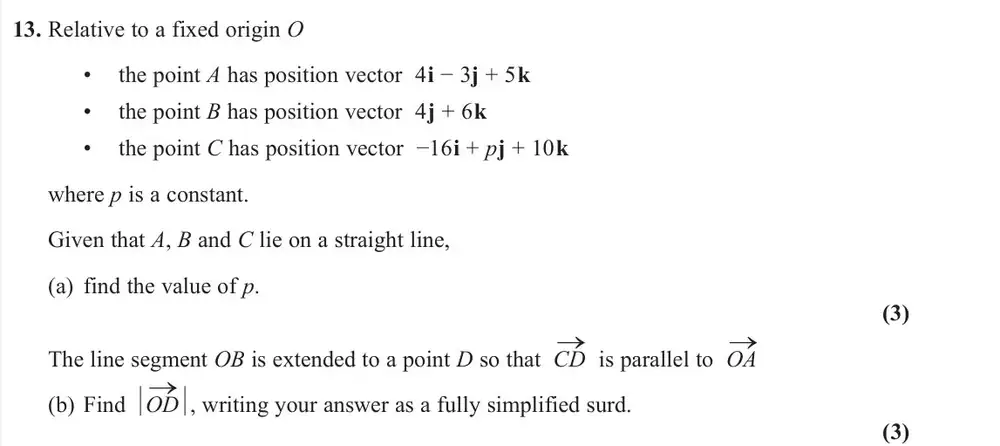 13. Relative to a fixed origin O
• the point A has position vector 4i − 3j + 5k
• the point B has position vector 4j + 6k
• the point C has position vector −16i + pj + 10k
where p is a constant.
Given that A, B and C lie on a straight line,
(a) find the value of p.
(3)
The line segment OB is extended to a point D so that \overrightarrow{CD} is parallel to \overrightarrow{OA}
(b) Find |\overrightarrow{OD}|, writing your answer as a fully simplified surd.
(3)